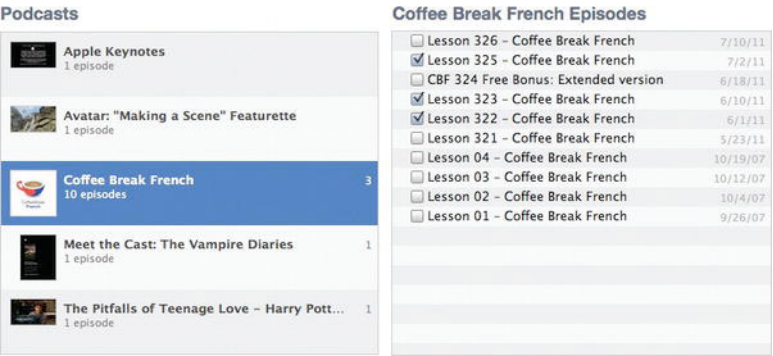 Podcasts
Apple Keynotes
1 episode
Avatar: "Making a Scene" Featurette
1 episode
Coffee Break French 3
10 episodes
Meet the Cast: The Vampire Diaries 1
1 episode
The Pitfalls of Teenage Love – Harry Pott... 1
1 episode
Coffee Break French Episodes
Lesson 326 – Coffee Break French 7/10/11
Lesson 325 – Coffee Break French 7/2/11
CBF 324 Free Bonus: Extended version 6/18/11
Lesson 323 – Coffee Break French 6/10/11
Lesson 322 – Coffee Break French 6/1/11
Lesson 321 – Coffee Break French 5/23/11
Lesson 04 – Coffee Break French 10/19/07
Lesson 03 – Coffee Break French 10/12/07
Lesson 02 – Coffee Break French 10/4/07
Lesson 01 – Coffee Break French 9/26/07